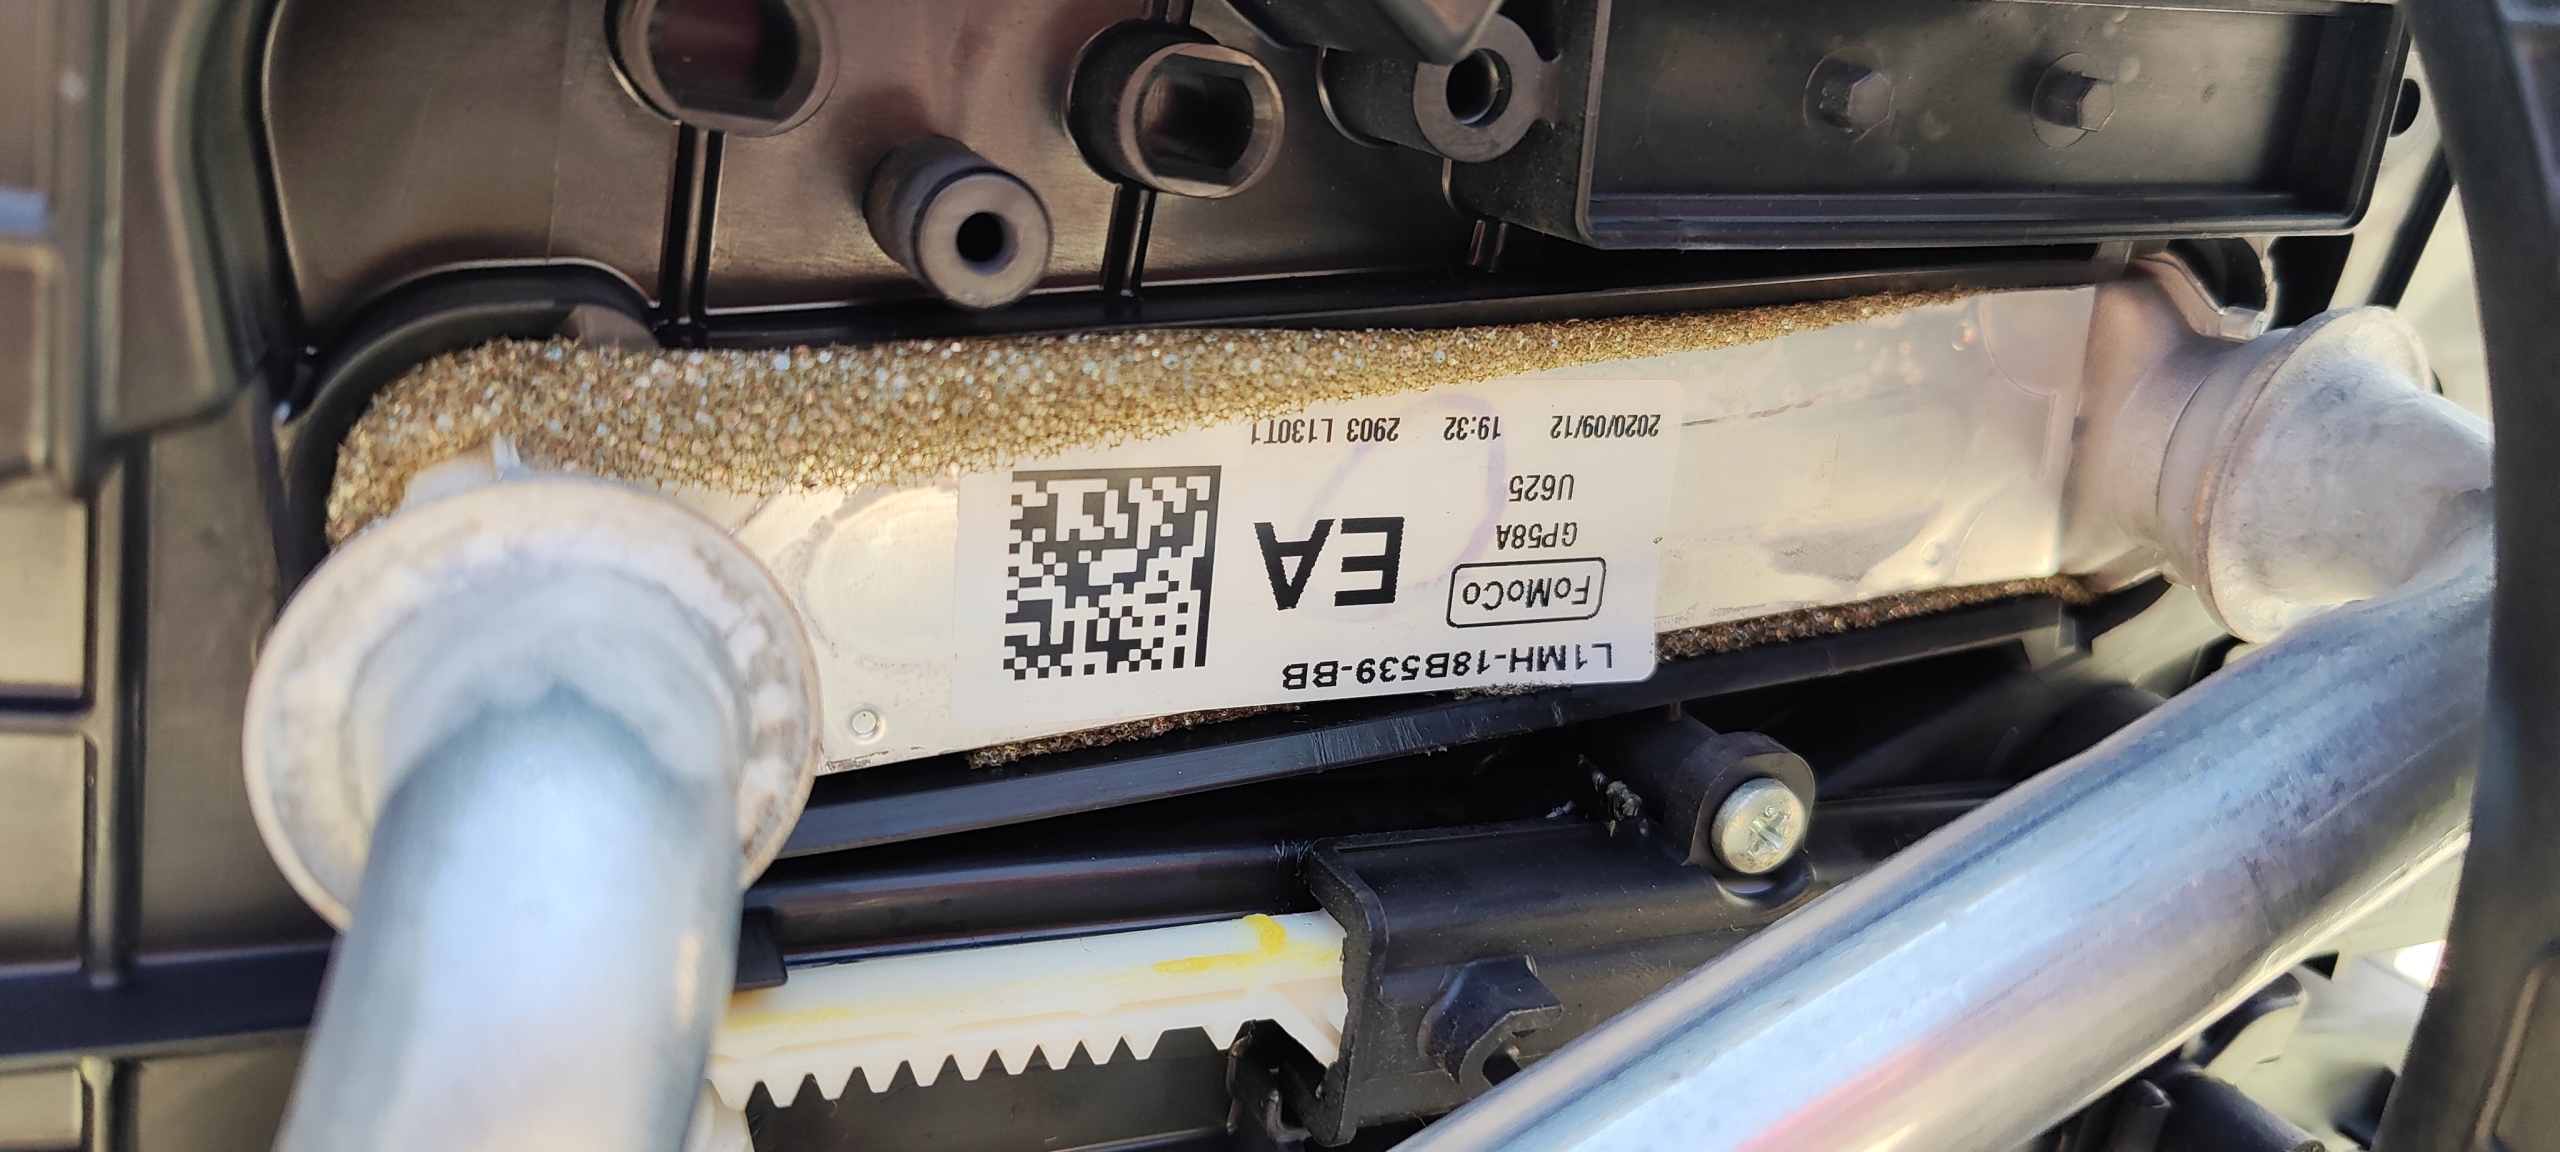 L1MH-18B539-BB
FoMoCo
EA
GP58A
U625
2020/09/12 19:32 2903 L130T1